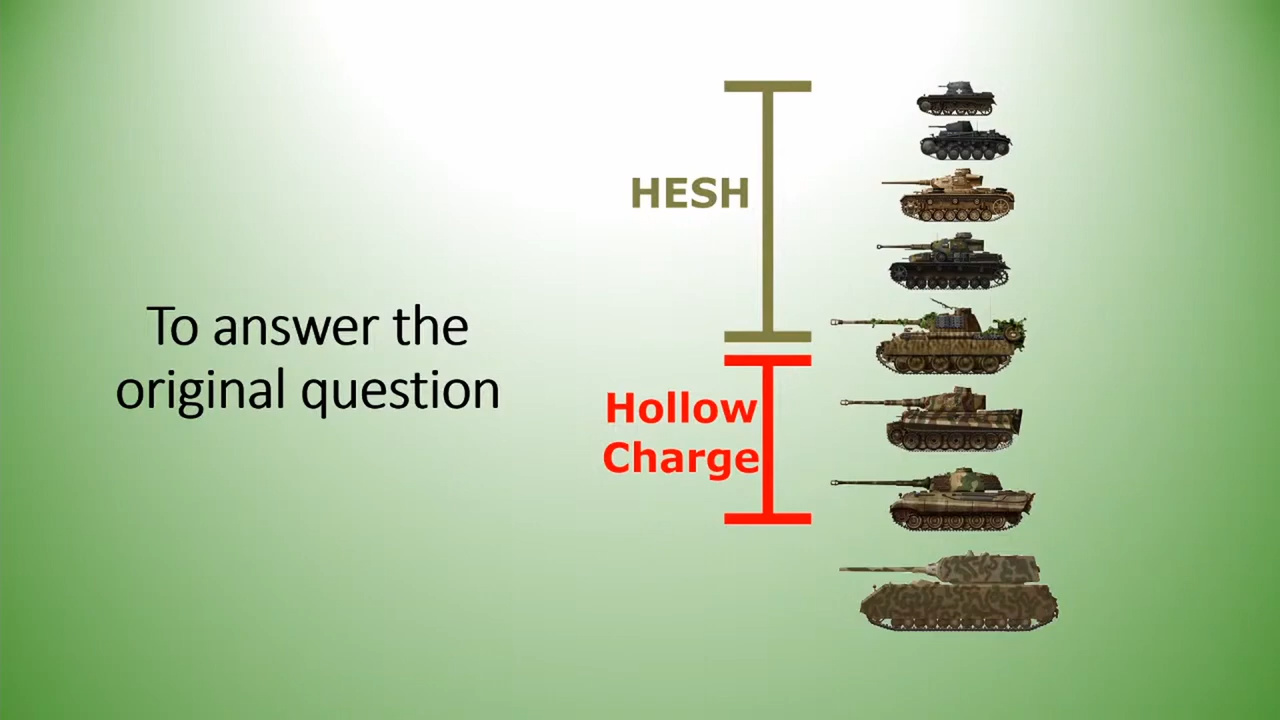 To answer the
original question
HESH
Hollow
Charge